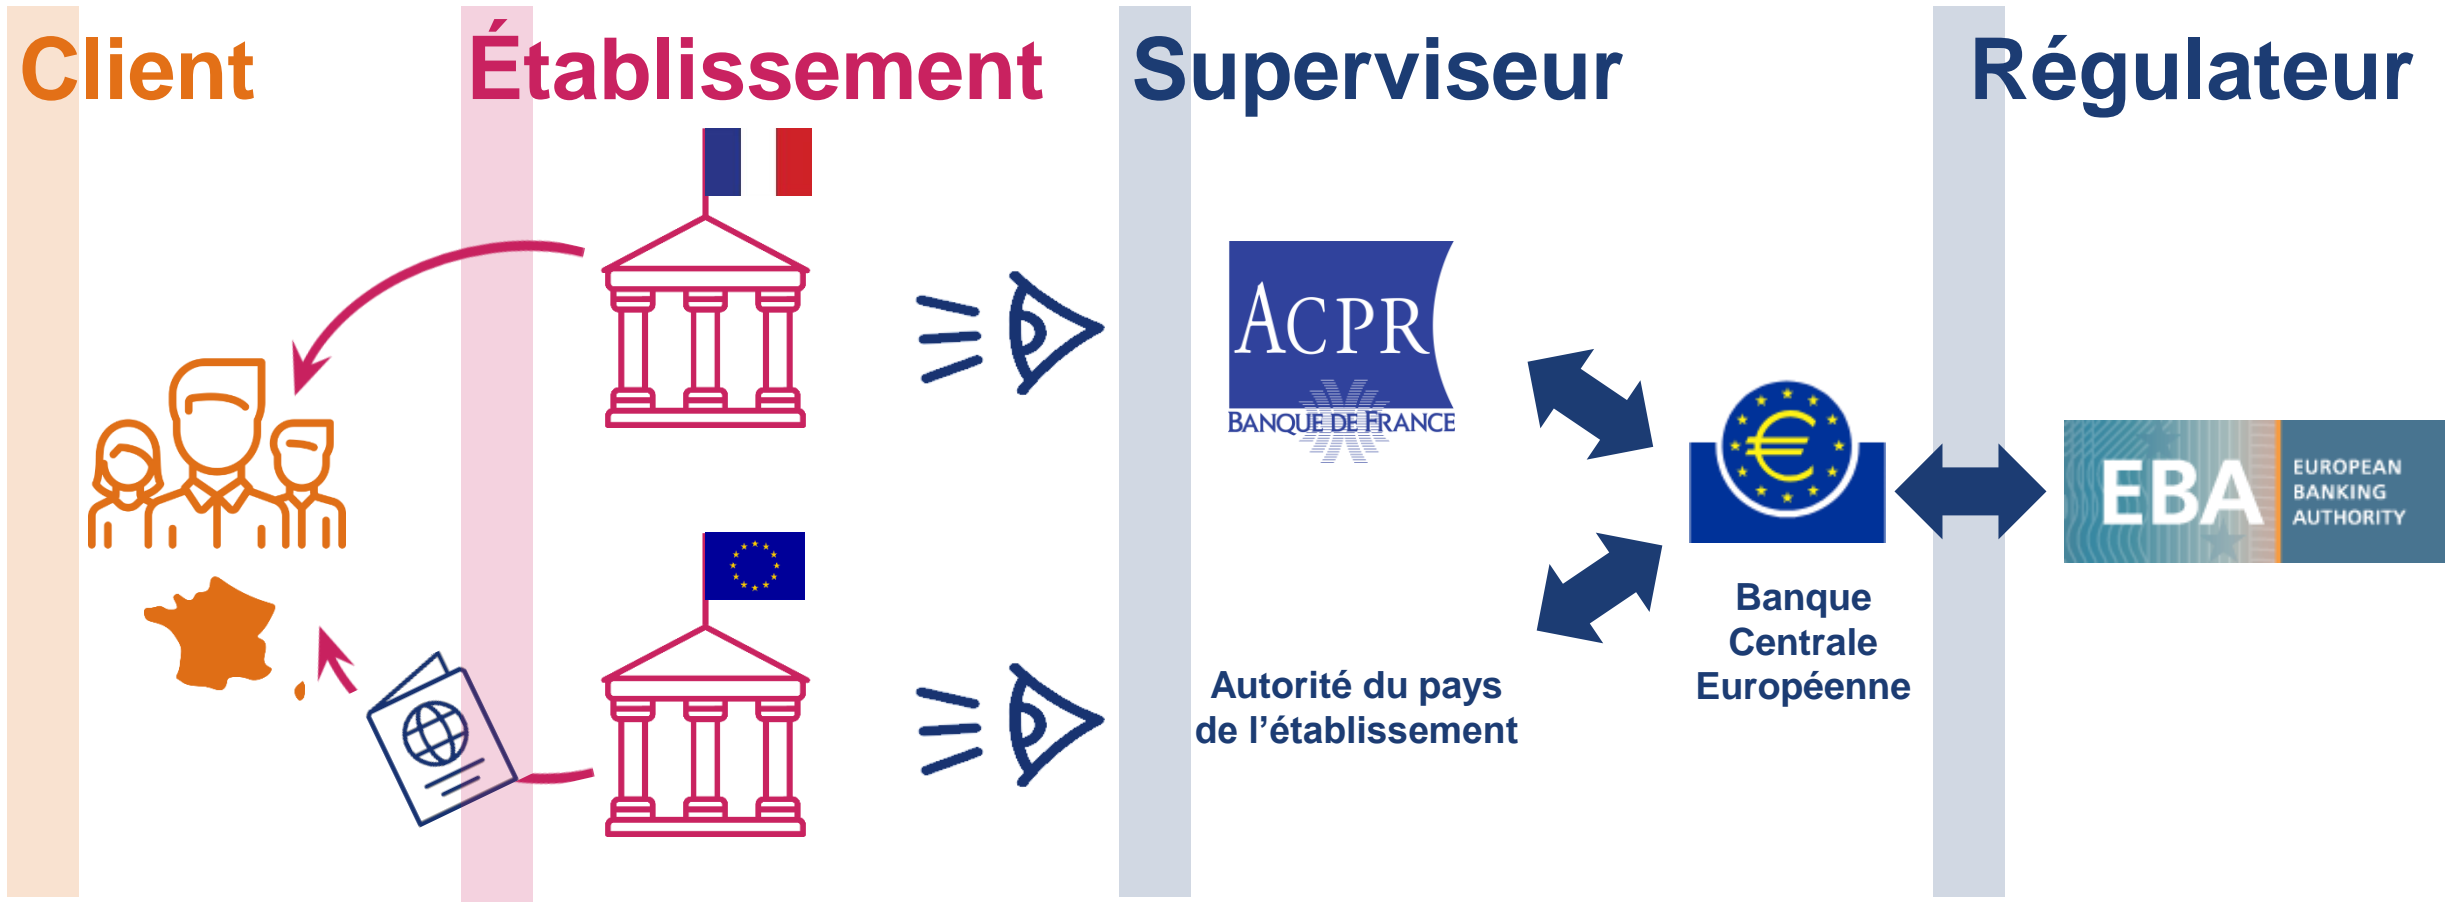 Client
Établissement
Superviseur
Régulateur
ACPR
BANQUE DE FRANCE
Autorité du pays
de l’établissement
€
Banque
Centrale
Européenne
EBA
EUROPEAN
BANKING
AUTHORITY